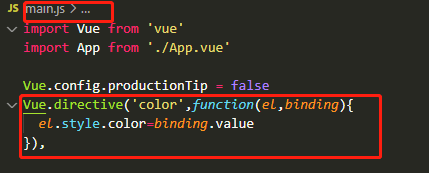 JS main.js > ...
import Vue from 'vue'
import App from './App.vue'
Vue.config.productionTip = false
Vue.directive('color',function(el,binding){
el.style.color=binding.value
}),